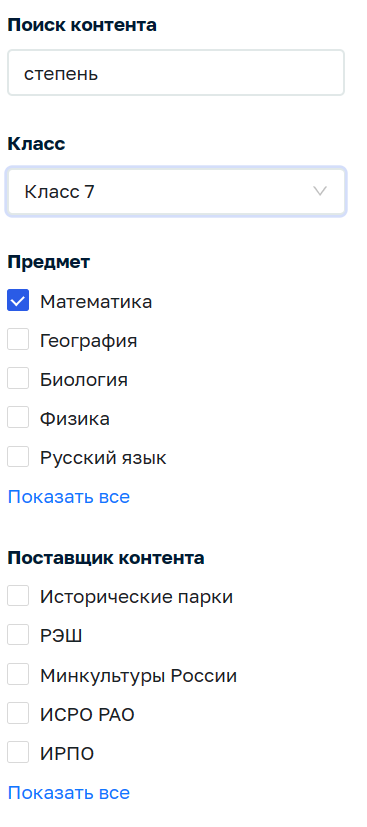 Поиск контента
степень
Класс
Класс 7
Предмет
Математика
География
Биология
Физика
Русский язык
Показать все
Поставщик контента
Исторические парки
РЭШ
Минкультуры России
ИСРО РАО
ИРПО
Показать все